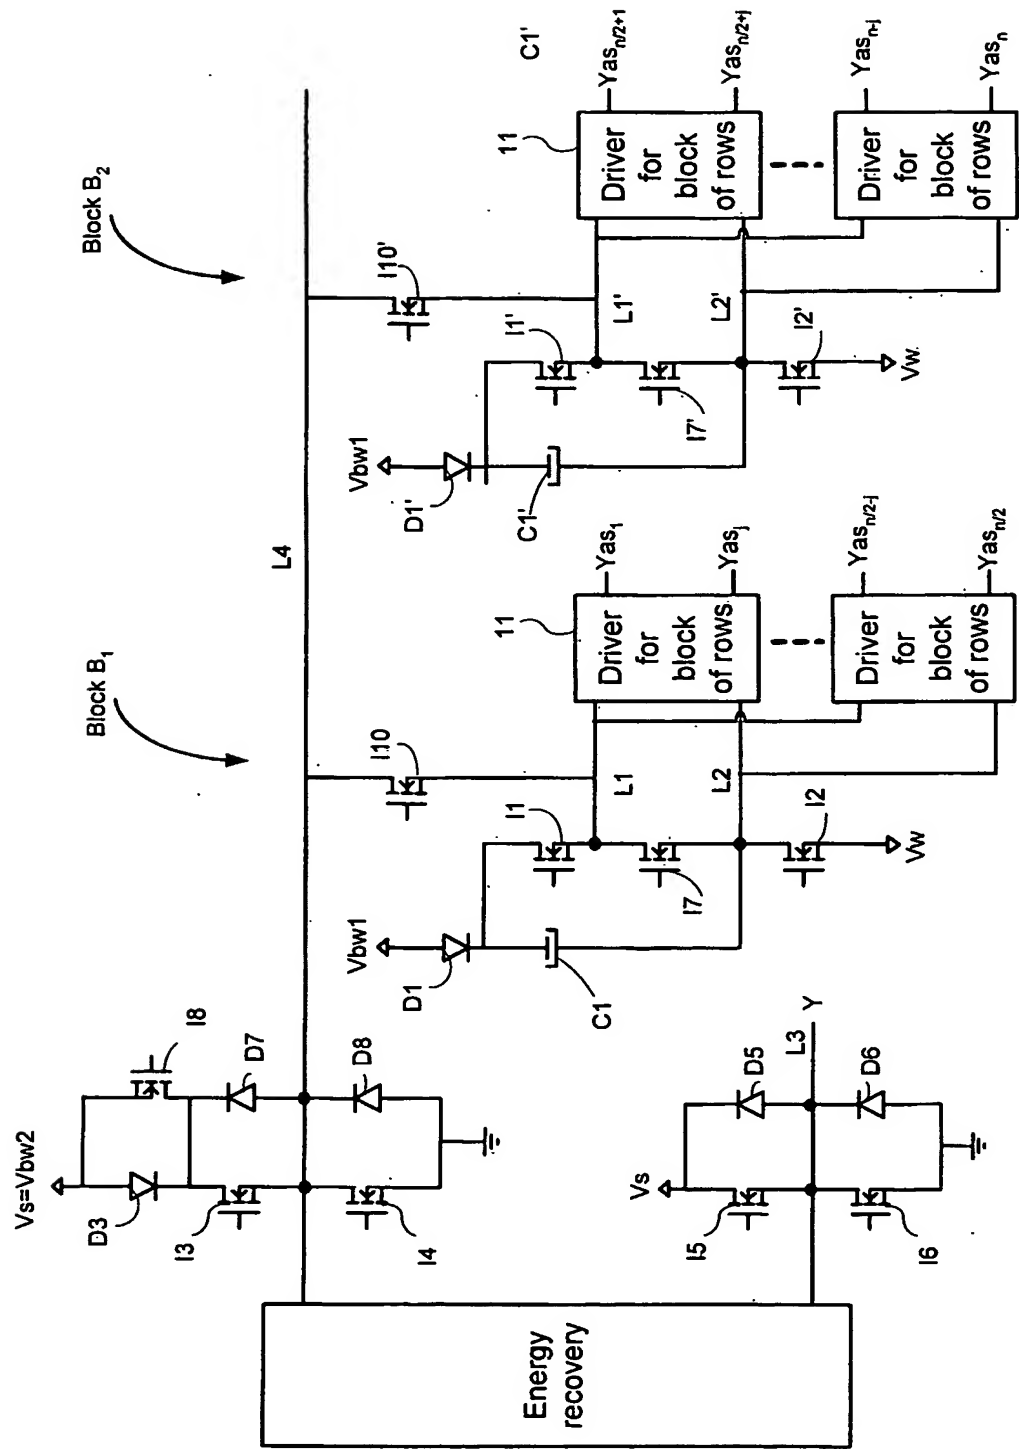 Block B1
Block B2
Vs=Vbw2
D3
I8
D7
I3
D8
I4
L4
Energy
recovery
Vs
I5
D5
L3
Y
I6
D6
Vbw1
D1
C1
I1
I10
L1
I7
L2
I2
Vw
11
Driver
for
block
of rows
Yas1
Yasj
Driver
for
block
of rows
Yasn/2-j
Yasn/2
Vbw1
D1'
C1'
I1'
I10'
L1'
I7'
L2'
I2'
Vw
11
Driver
for
block
of rows
Yasn/2+1
Yasn/2+j
C1'
Driver
for
block
of rows
Yasn-j
Yasn